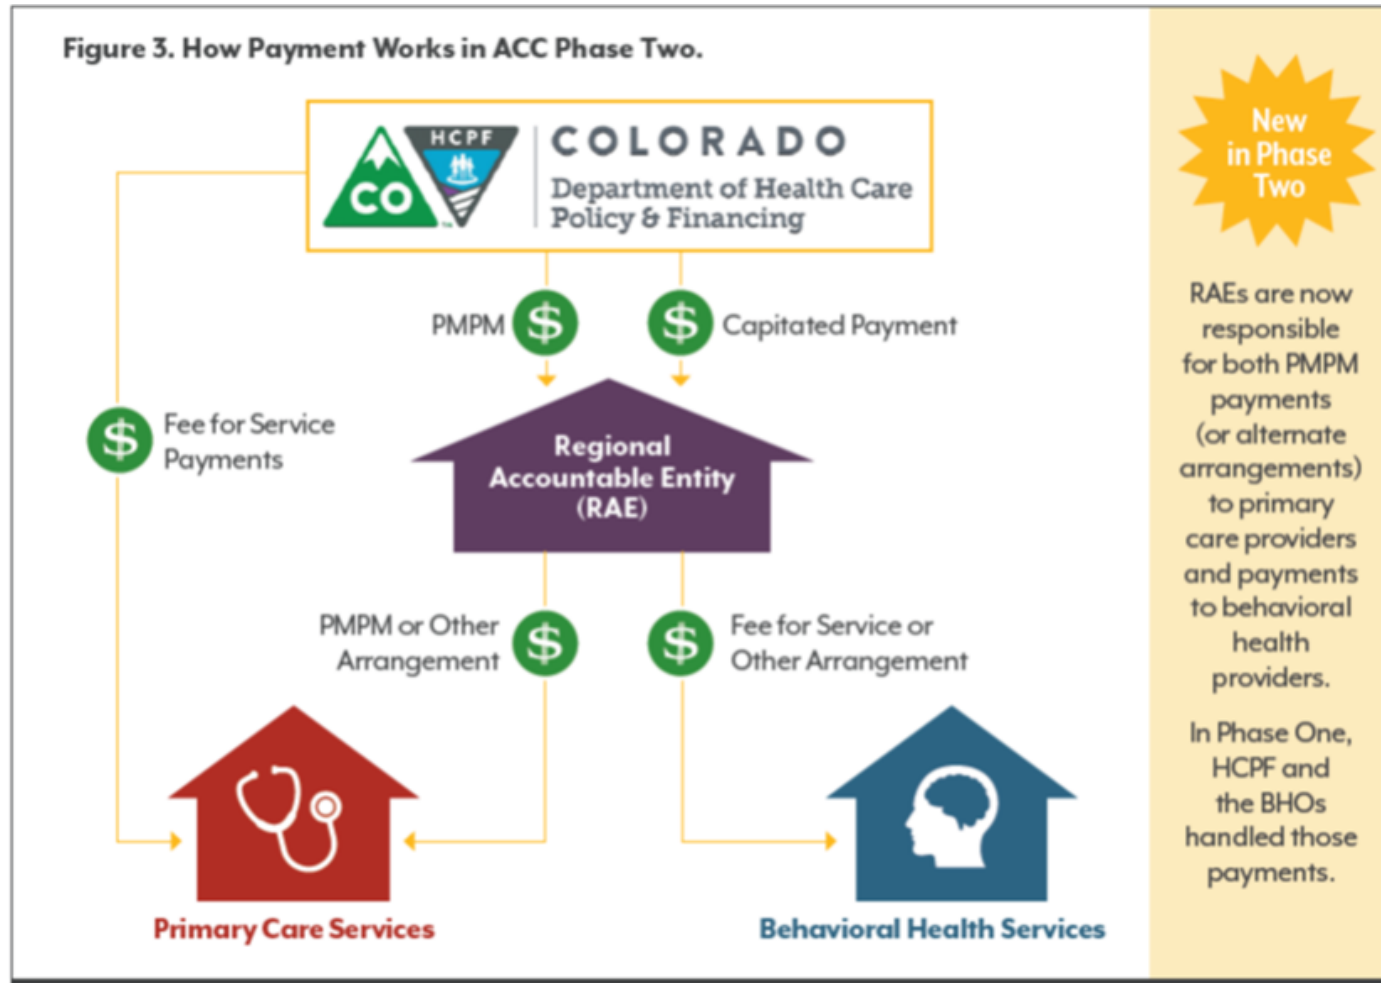 Figure 3. How Payment Works in ACC Phase Two.
HCPF
CO
COLORADO
Department of Health Care
Policy & Financing
PMPM
$
$
Capitated Payment
$
Fee for Service
Payments
Regional
Accountable Entity
(RAE)
PMPM or Other
Arrangement
$
$
Fee for Service or
Other Arrangement
Primary Care Services
Behavioral Health Services
New
in Phase
Two
RAEs are now
responsible
for both PMPM
payments
(or alternate
arrangements)
to primary
care providers
and payments
to behavioral
health
providers.
In Phase One,
HCPF and
the BHOs
handled those
payments.